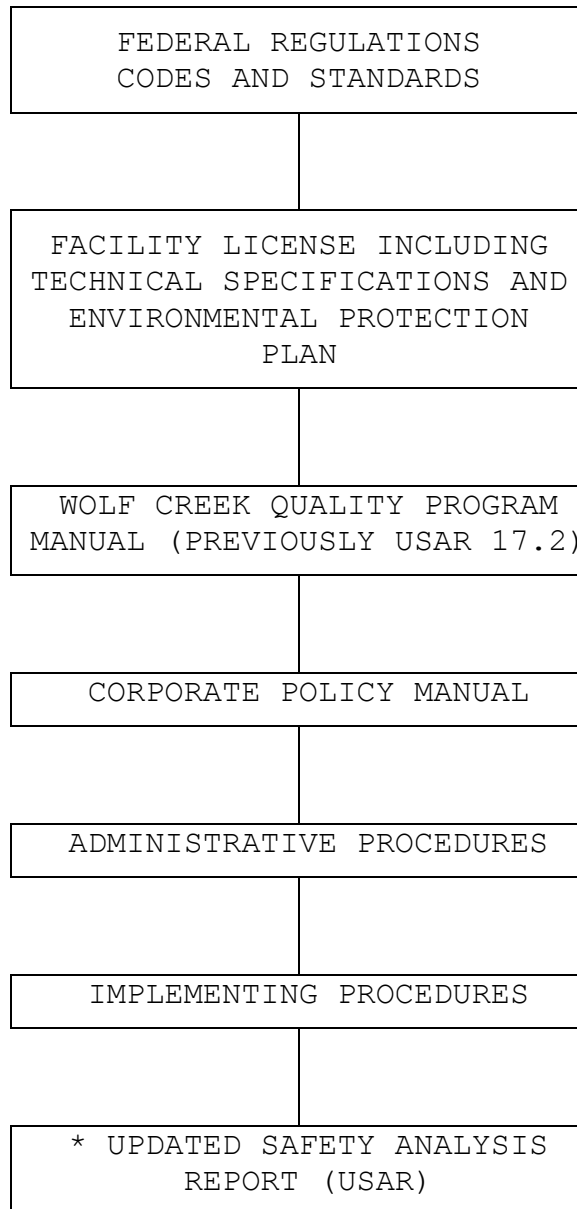 FEDERAL REGULATIONS
CODES AND STANDARDS
FACILITY LICENSE INCLUDING
TECHNICAL SPECIFICATIONS AND
ENVIRONMENTAL PROTECTION
PLAN
WOLF CREEK QUALITY PROGRAM
MANUAL (PREVIOUSLY USAR 17.2)
CORPORATE POLICY MANUAL
ADMINISTRATIVE PROCEDURES
IMPLEMENTING PROCEDURES
* UPDATED SAFETY ANALYSIS
REPORT (USAR)